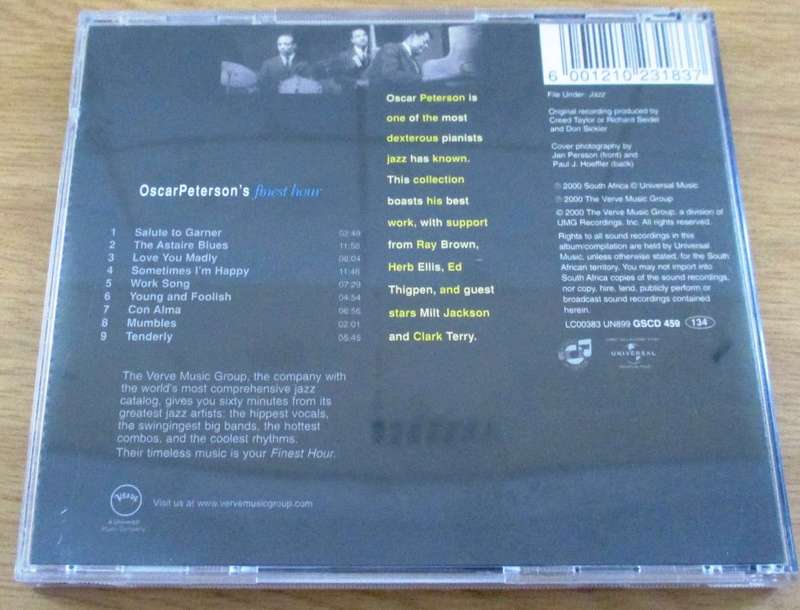 6 001210 231837
File Under: Jazz
Original recording produced by
Creed Taylor or Richard Seidel
and Don Sickler
Cover photography by
Jan Persson (front) and
Paul J. Hoeffler (back)
℗ 2000 South Africa © Universal Music
℗ 2000 The Verve Music Group
© 2000 The Verve Music Group, a division of
UMG Recordings, Inc. All rights reserved.
Rights to all sound recordings in this
album/compilation are held by Universal
Music, unless otherwise stated, for the South
African territory. You may not import into
South Africa copies of the sound recordings,
nor copy, hire, lend, publicly perform or
broadcast sound recordings contained
herein.
LC00383 UN899 GSCD 459 134
UNIVERSAL
Oscar Peterson is
one of the most
dexterous pianists
jazz has known.
This collection
boasts his best
work, with support
from Ray Brown,
Herb Ellis, Ed
Thigpen, and guest
stars Milt Jackson
and Clark Terry.
OscarPeterson's finest hour
1 Salute to Garner 02:49
2 The Astaire Blues 11:58
3 Love You Madly 08:04
4 Sometimes I'm Happy 11:46
5 Work Song 07:29
6 Young and Foolish 04:54
7 Con Alma 06:56
8 Mumbles 02:01
9 Tenderly 05:45
The Verve Music Group, the company with
the world's most comprehensive jazz
catalog, gives you sixty minutes from its
greatest jazz artists: the hippest vocals,
the swingingest big bands, the hottest
combos, and the coolest rhythms.
Their timeless music is your Finest Hour.
Verve
A Universal
Music Company
Visit us at www.vervemusicgroup.com